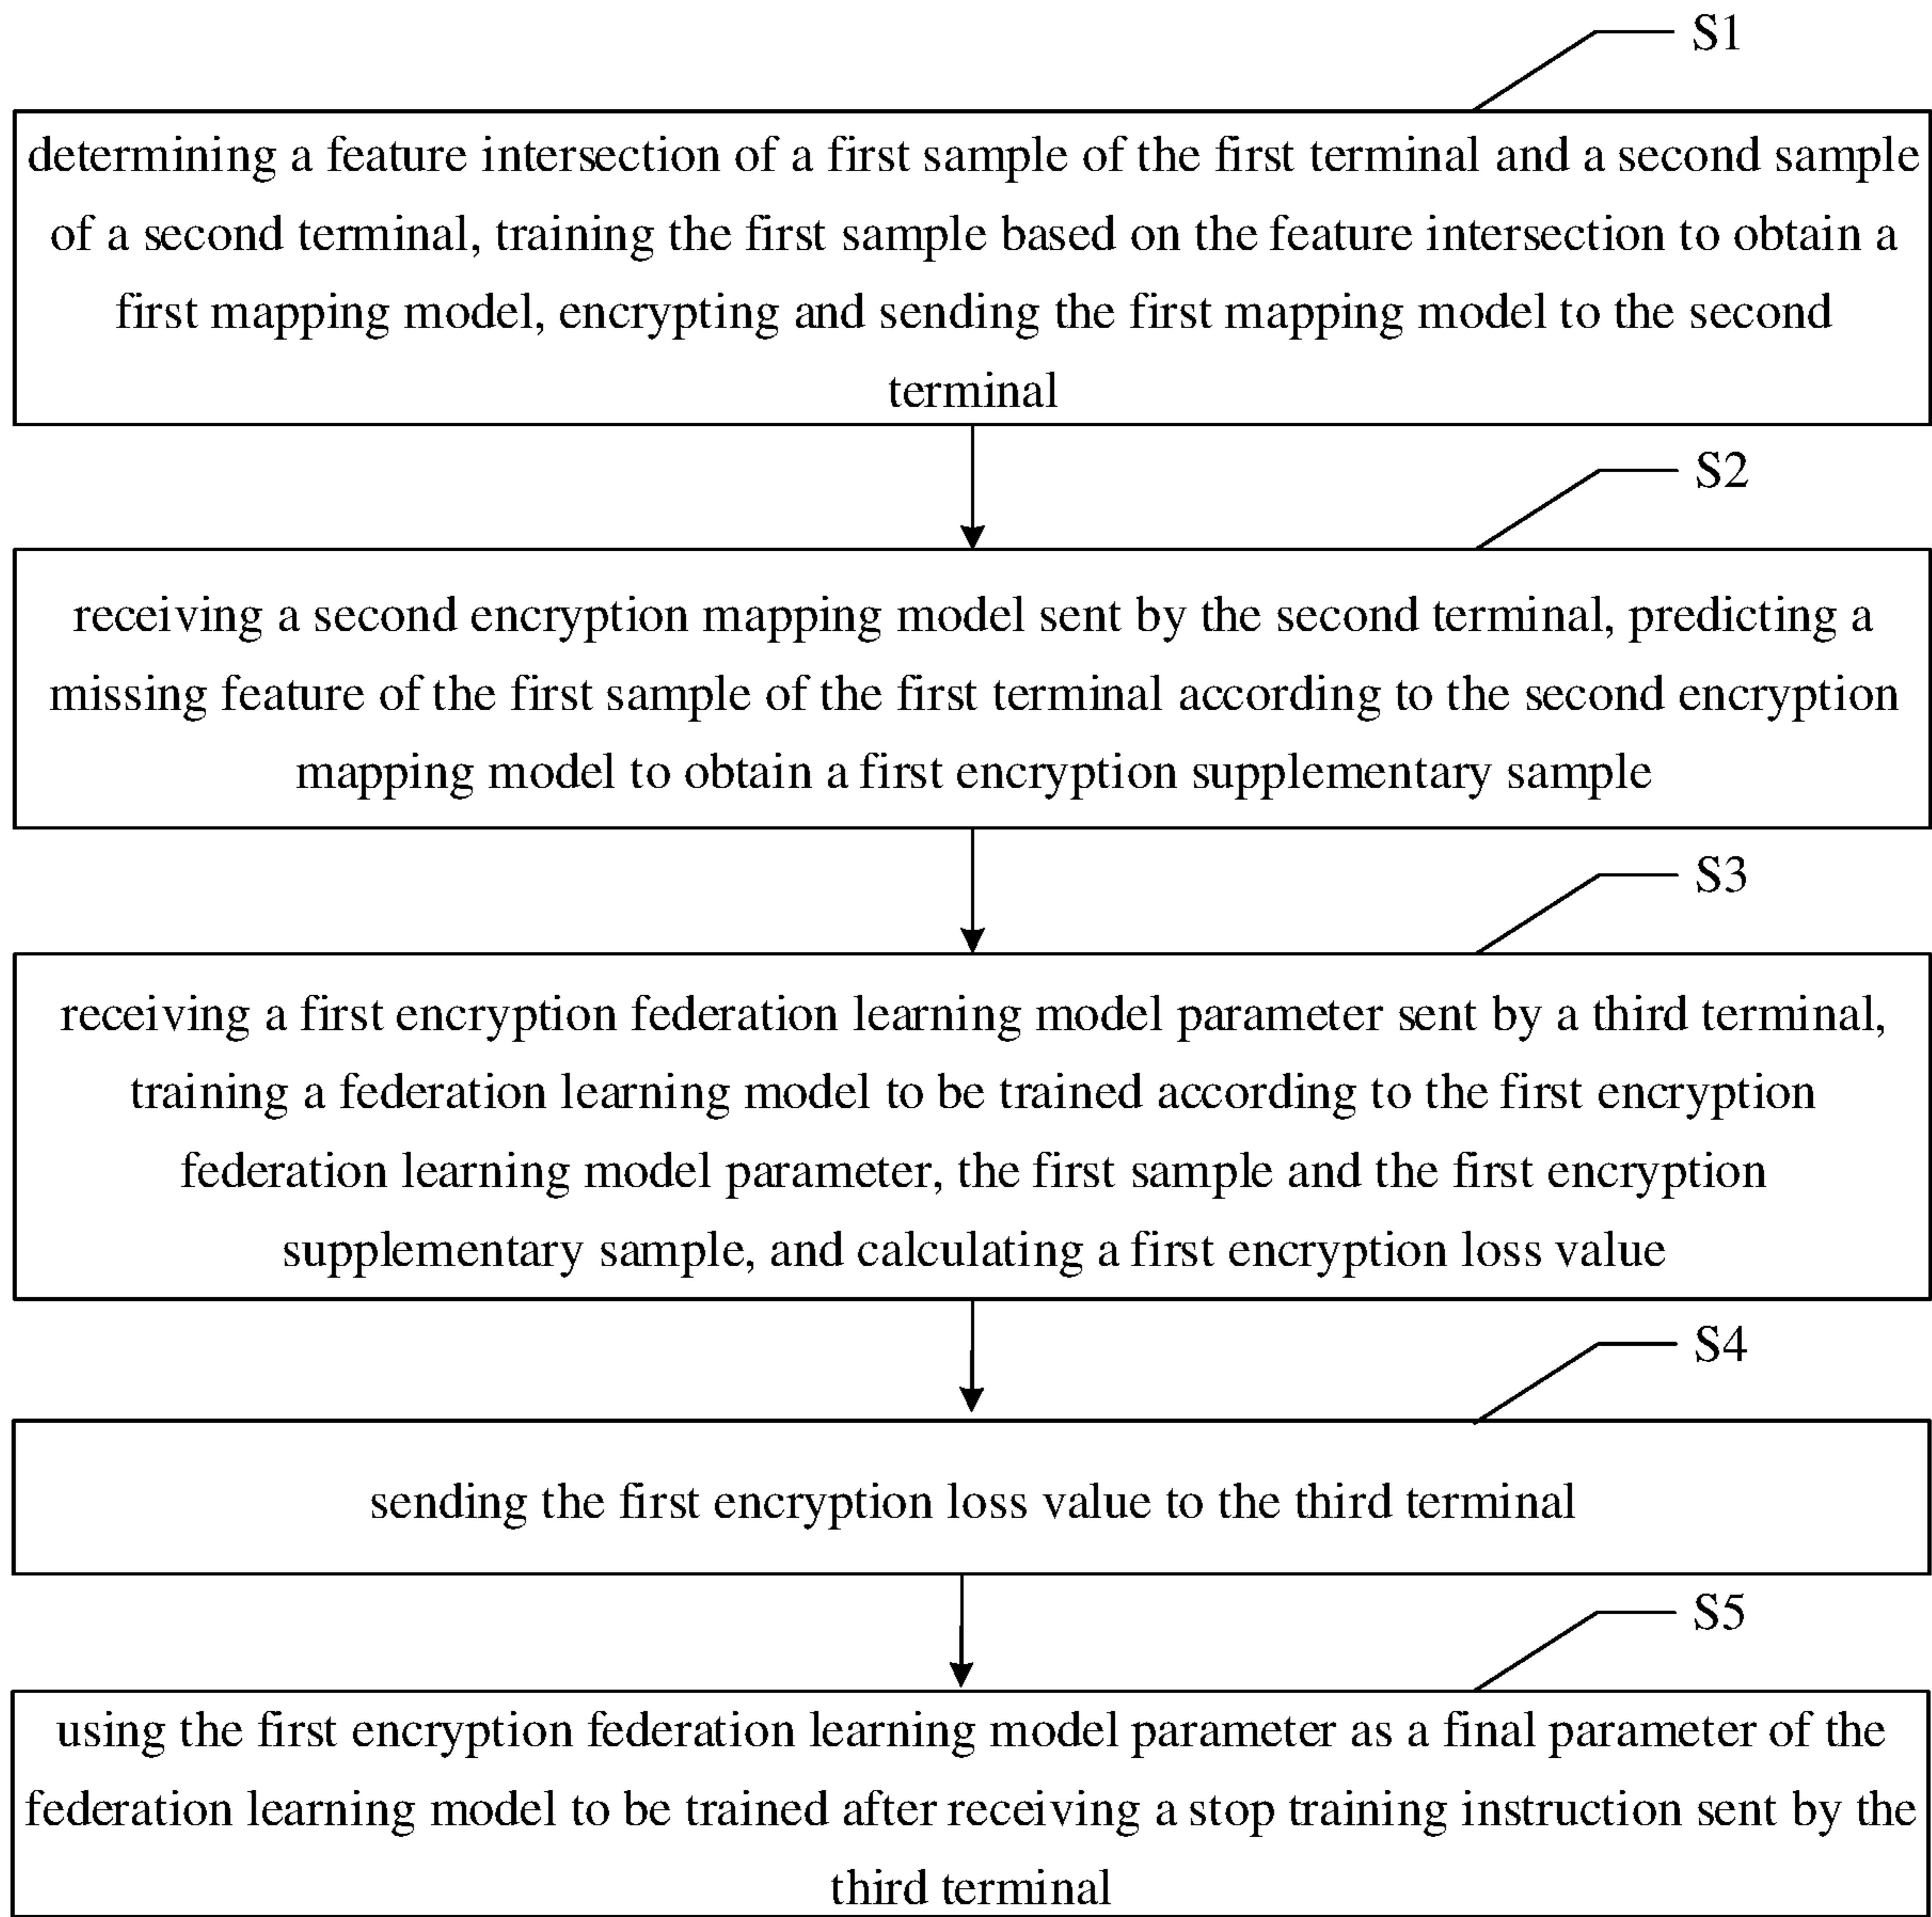 S1
determining a feature intersection of a first sample of the first terminal and a second sample
of a second terminal, training the first sample based on the feature intersection to obtain a
first mapping model, encrypting and sending the first mapping model to the second
terminal
S2
receiving a second encryption mapping model sent by the second terminal, predicting a
missing feature of the first sample of the first terminal according to the second encryption
mapping model to obtain a first encryption supplementary sample
S3
receiving a first encryption federation learning model parameter sent by a third terminal,
training a federation learning model to be trained according to the first encryption
federation learning model parameter, the first sample and the first encryption
supplementary sample, and calculating a first encryption loss value
S4
sending the first encryption loss value to the third terminal
S5
using the first encryption federation learning model parameter as a final parameter of the
federation learning model to be trained after receiving a stop training instruction sent by the
third terminal